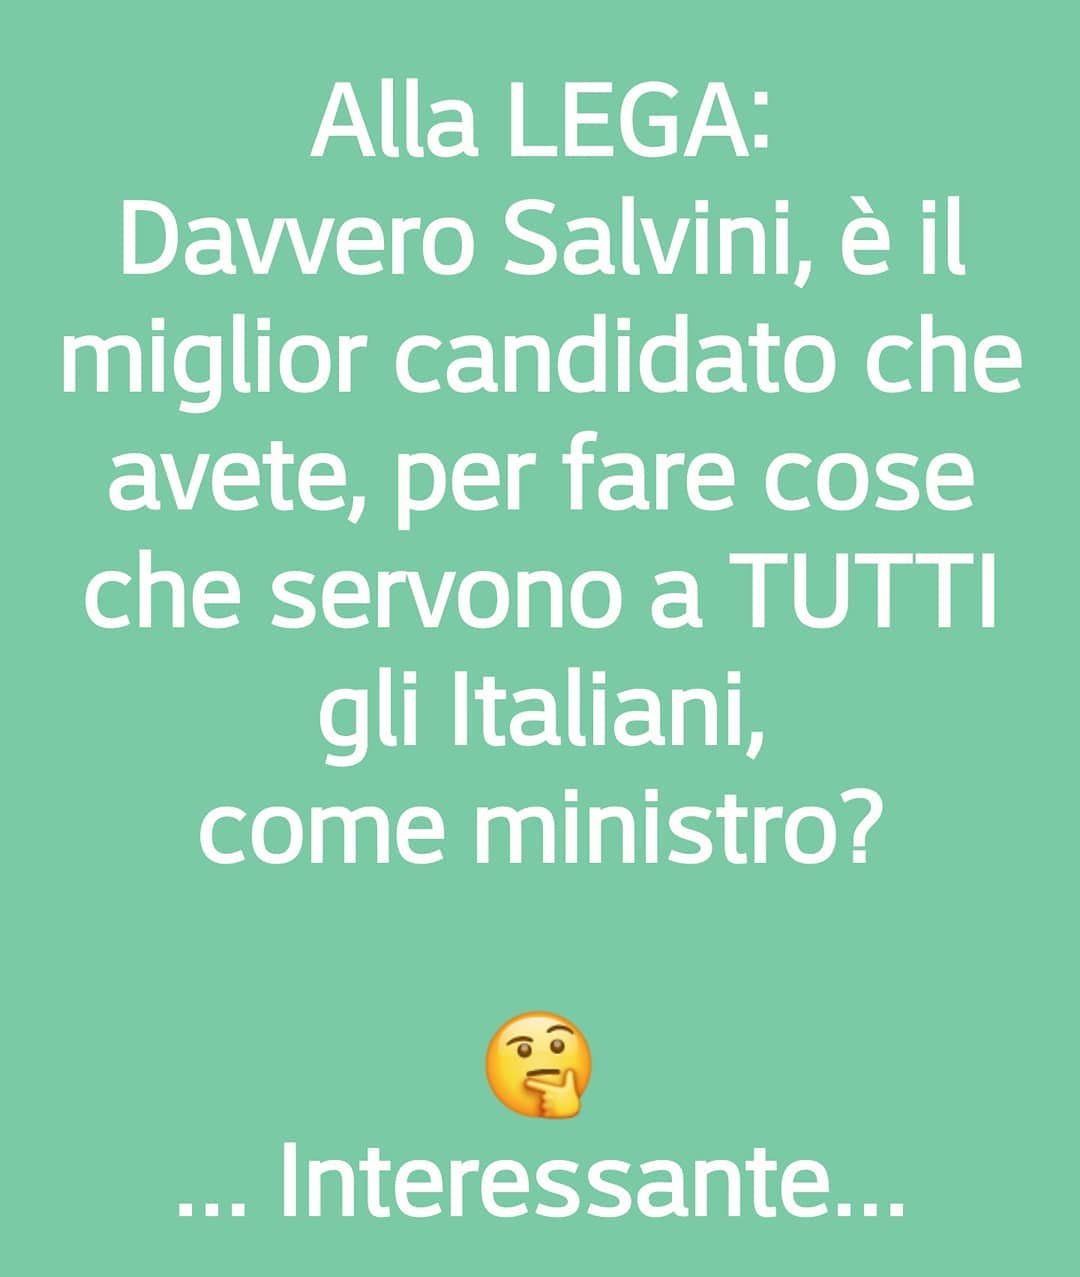 Alla LEGA:
Davvero Salvini, è il
miglior candidato che
avete, per fare cose
che servono a TUTTI
gli Italiani,
come ministro?
... Interessante...